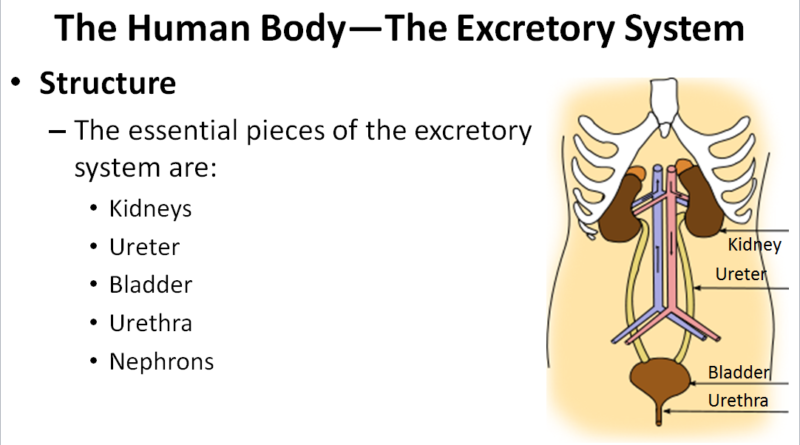 The Human Body—The Excretory System
• Structure
– The essential pieces of the excretory
system are:
• Kidneys
• Ureter
• Bladder
• Urethra
• Nephrons
Kidney
Ureter
Bladder
Urethra